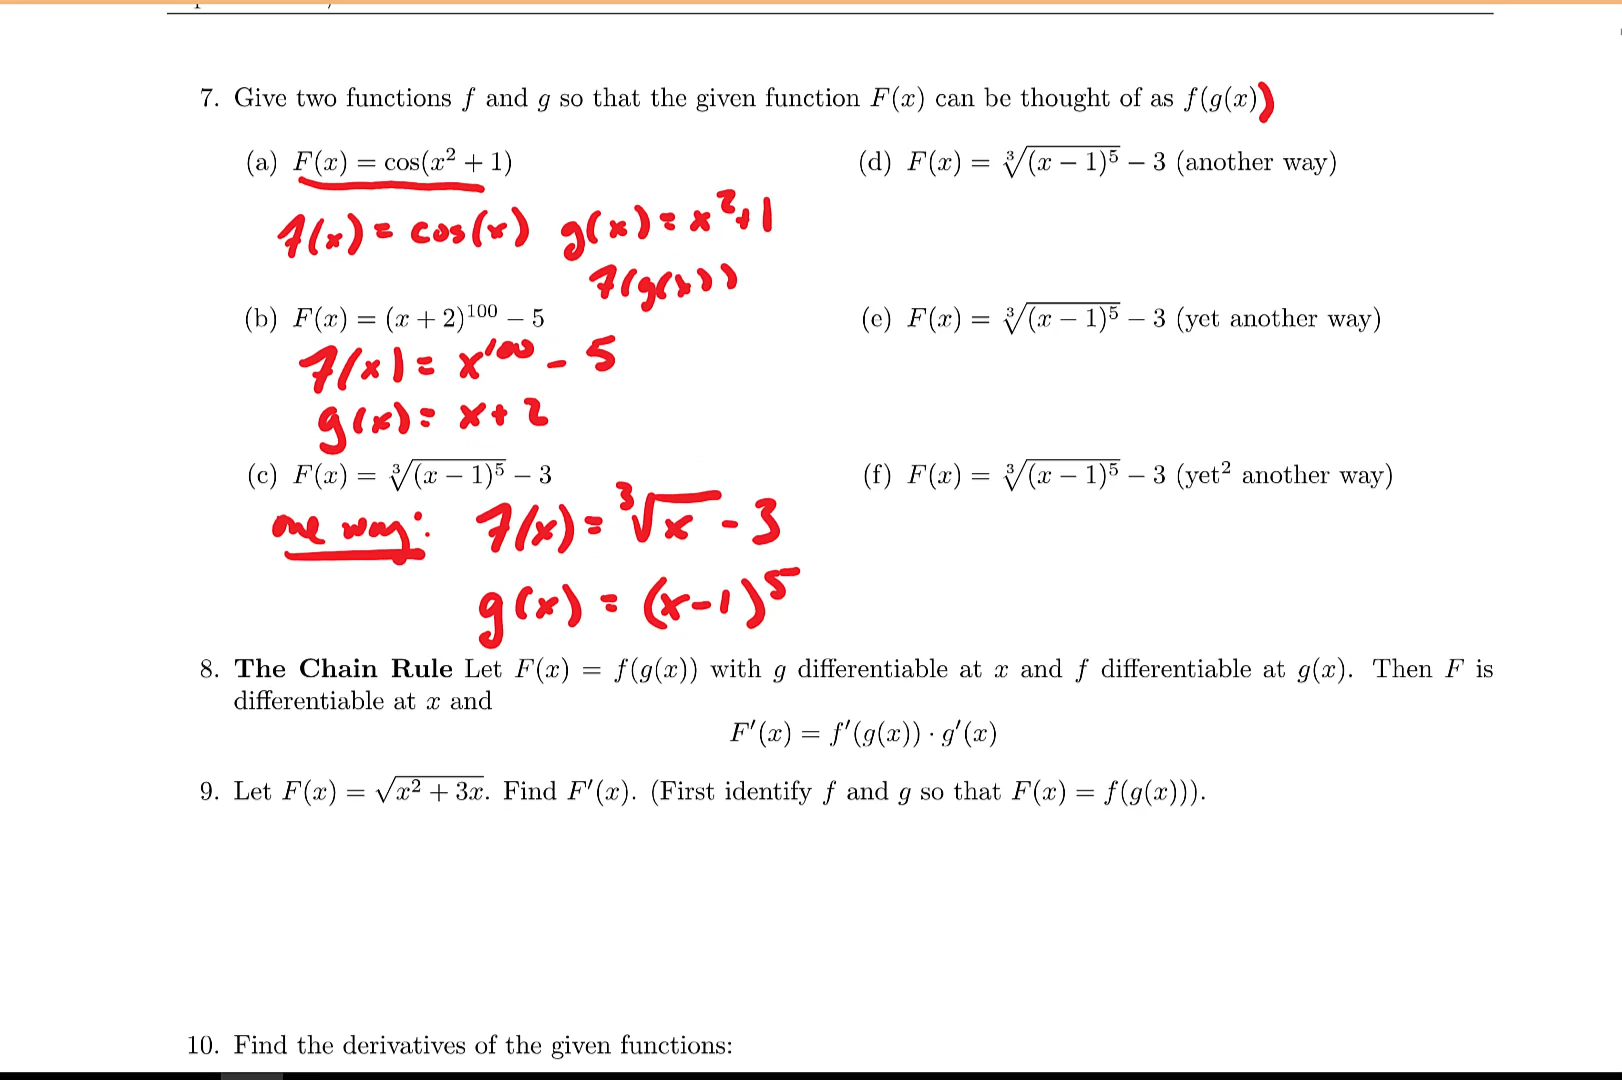 7. Give two functions f and g so that the given function F(x) can be thought of as f(g(x))
(a) F(x) = cos(x² + 1)
f(x) = cos(x) g(x) = x²+1
f(g(x))
(b) F(x) = (x + 2)¹⁰⁰ − 5
f(x) = x¹⁰⁰ - 5
g(x) = x+2
(c) F(x) = ∛(x − 1)⁵ − 3
one way: f(x) = ∛x - 3
g(x) = (x-1)⁵
(d) F(x) = ∛(x − 1)⁵ − 3 (another way)
(e) F(x) = ∛(x − 1)⁵ − 3 (yet another way)
(f) F(x) = ∛(x − 1)⁵ − 3 (yet² another way)
8. The Chain Rule Let F(x) = f(g(x)) with g differentiable at x and f differentiable at g(x). Then F is
differentiable at x and
F′(x) = f′(g(x)) · g′(x)
9. Let F(x) = √x² + 3x. Find F′(x). (First identify f and g so that F(x) = f(g(x))).
10. Find the derivatives of the given functions: